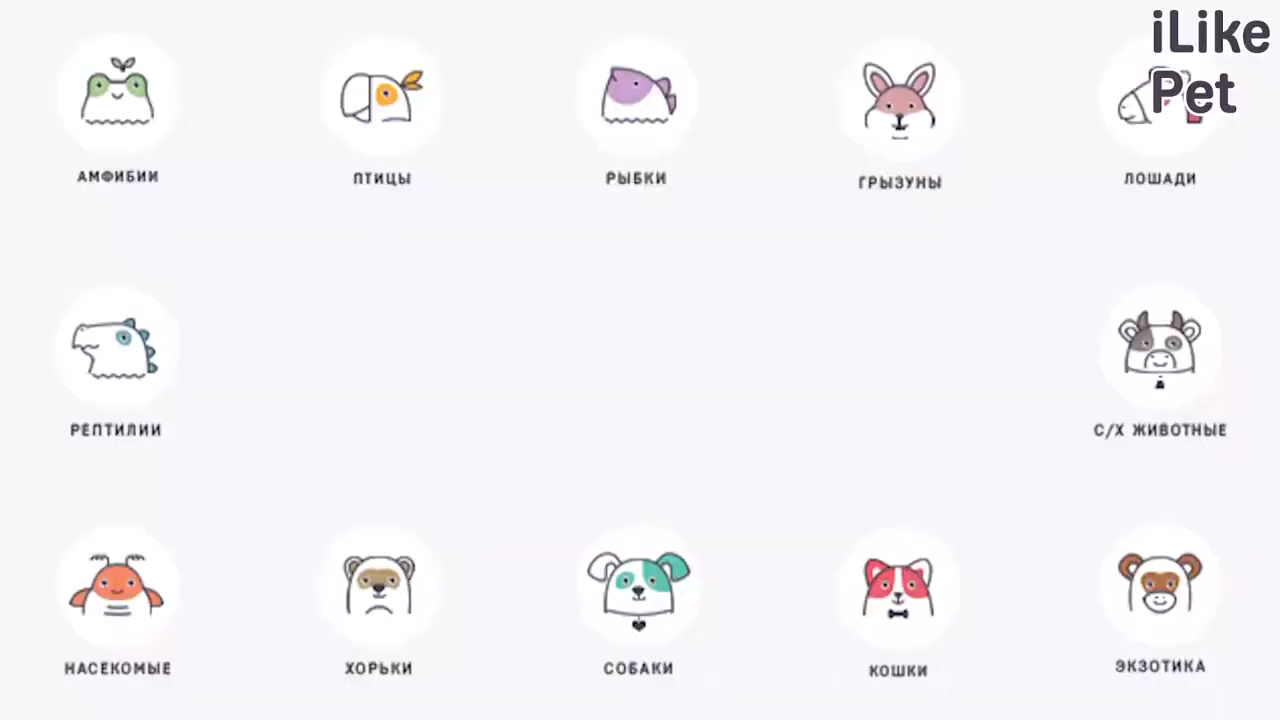 iLike
Pet
АМФИБИИ
ПТИЦЫ
РЫБКИ
ГРЫЗУНЫ
ЛОШАДИ
РЕПТИЛИИ
С/Х ЖИВОТНЫЕ
НАСЕКОМЫЕ
ХОРЬКИ
СОБАКИ
КОШКИ
ЭКЗОТИКА